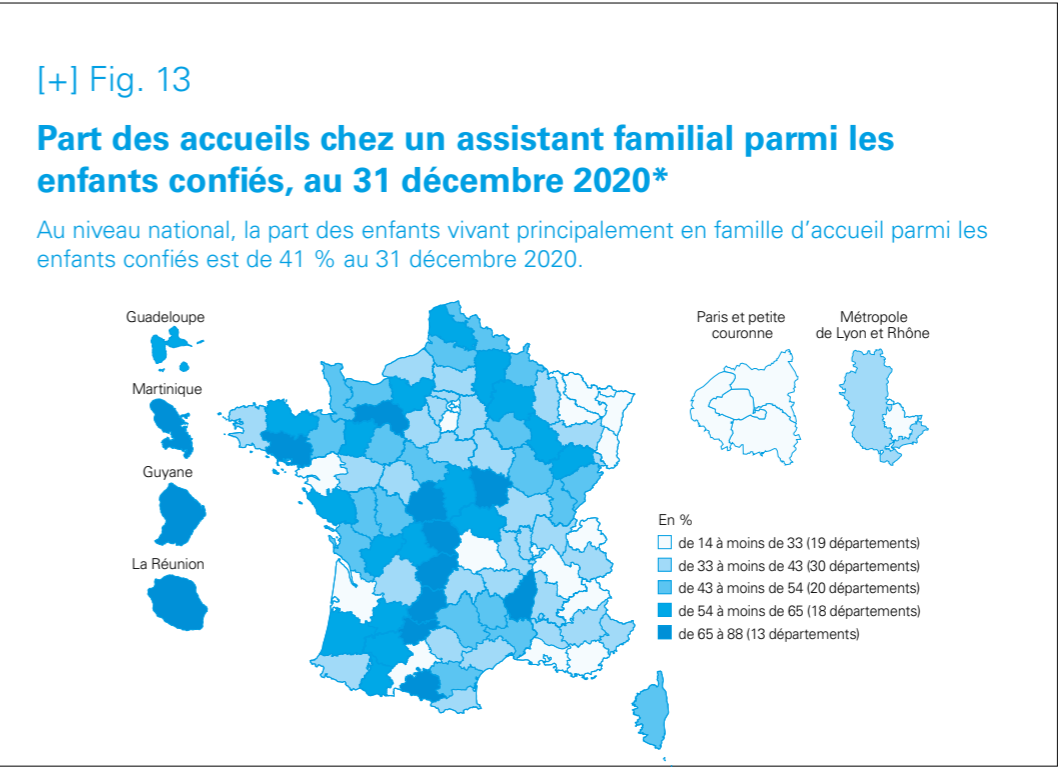 [+] Fig. 13
Part des accueils chez un assistant familial parmi les
enfants confiés, au 31 décembre 2020*
Au niveau national, la part des enfants vivant principalement en famille d’accueil parmi les
enfants confiés est de 41 % au 31 décembre 2020.
Guadeloupe
Martinique
Guyane
La Réunion
Paris et petite
couronne
Métropole
de Lyon et Rhône
En %
de 14 à moins de 33 (19 départements)
de 33 à moins de 43 (30 départements)
de 43 à moins de 54 (20 départements)
de 54 à moins de 65 (18 départements)
de 65 à 88 (13 départements)